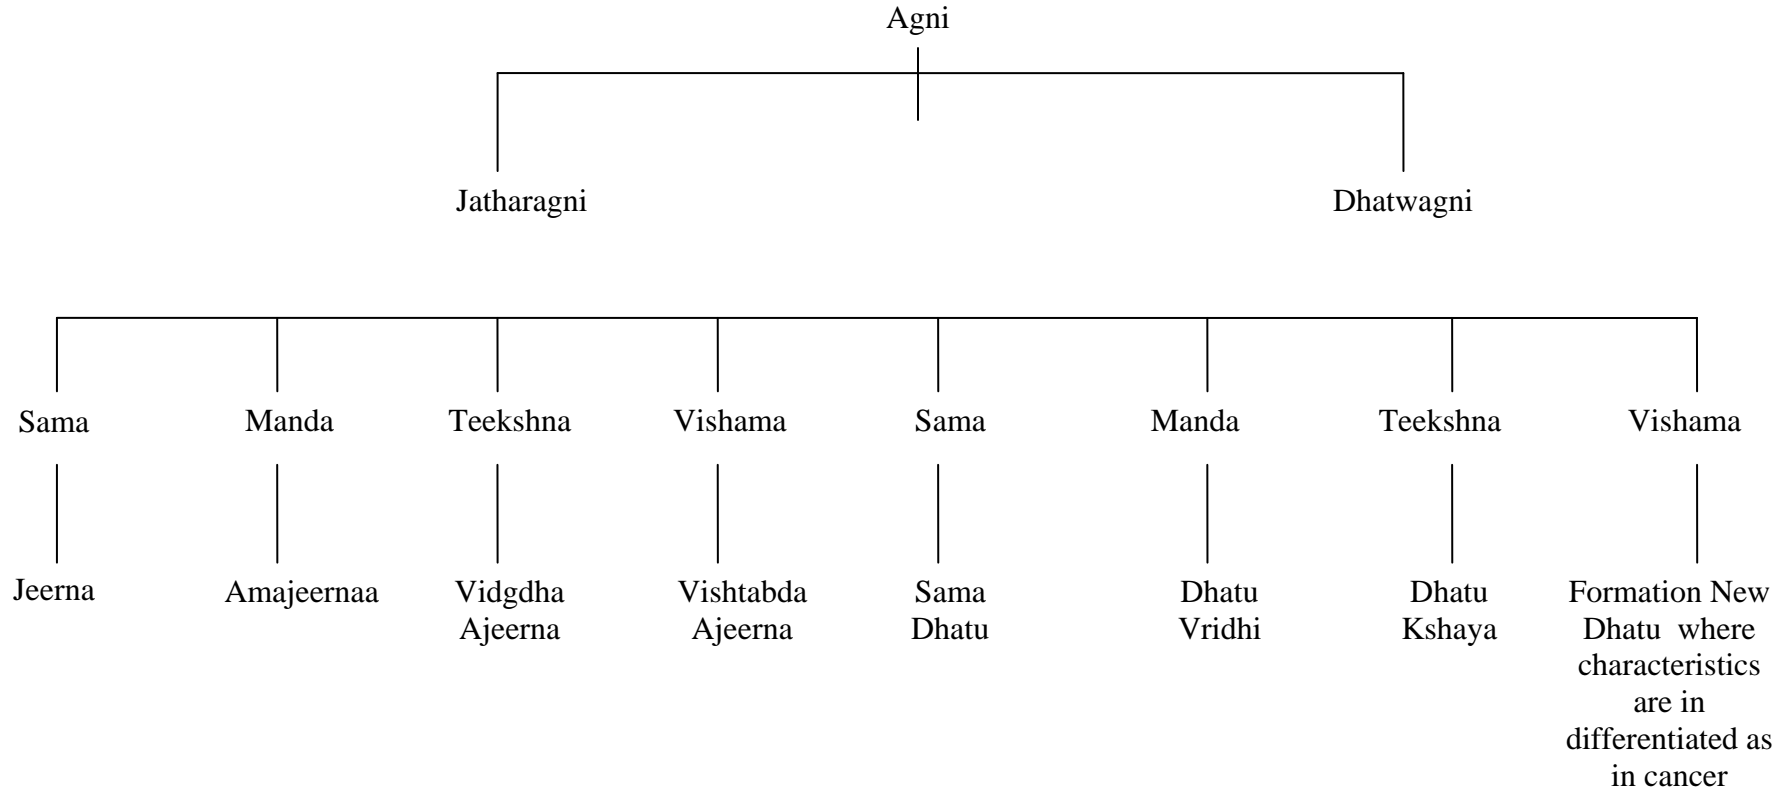 Agni
Jatharagni Dhatwagni
Sama Manda Teekshna Vishama Sama Manda Teekshna Vishama
Jeerna Amajeernaa Vidgdha Vishtabda Sama Dhatu Dhatu Formation New
Ajeerna Ajeerna Dhatu Vridhi Kshaya Dhatu where
characteristics
are in
differentiated as
in cancer